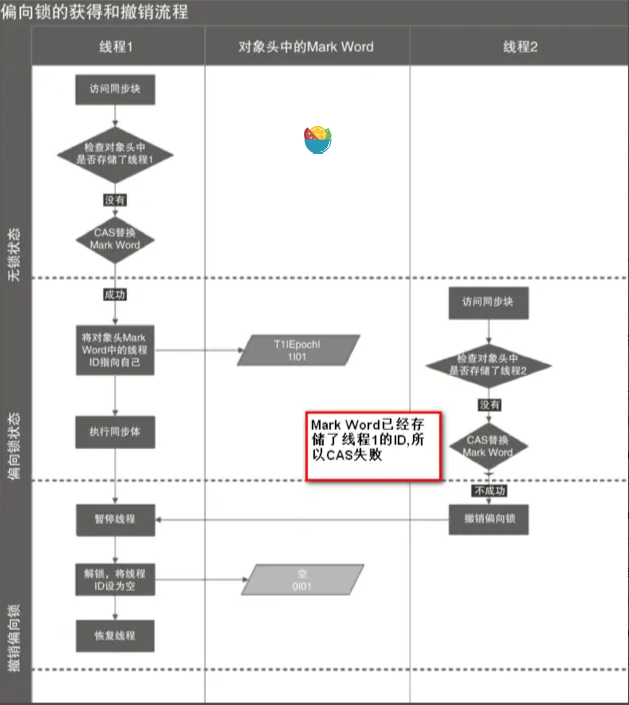 偏向锁的获得和撤销流程
线程1
对象头中的Mark Word
线程2
无锁状态
访问同步块
检查对象头中
是否存储了线程1
没有
CAS替换
Mark Word
偏向锁状态
成功
将对象头Mark
Word中的线程
ID指向自己
T1|Epoch|
1|01
执行同步体
访问同步块
检查对象头中
是否存储了线程2
没有
CAS替换
Mark Word
Mark Word已经存
储了线程1的ID,所
以CAS失败
不成功
撤销偏向锁
撤销偏向锁
暂停线程
解锁，将线程
ID设为空
空
0|01
恢复线程